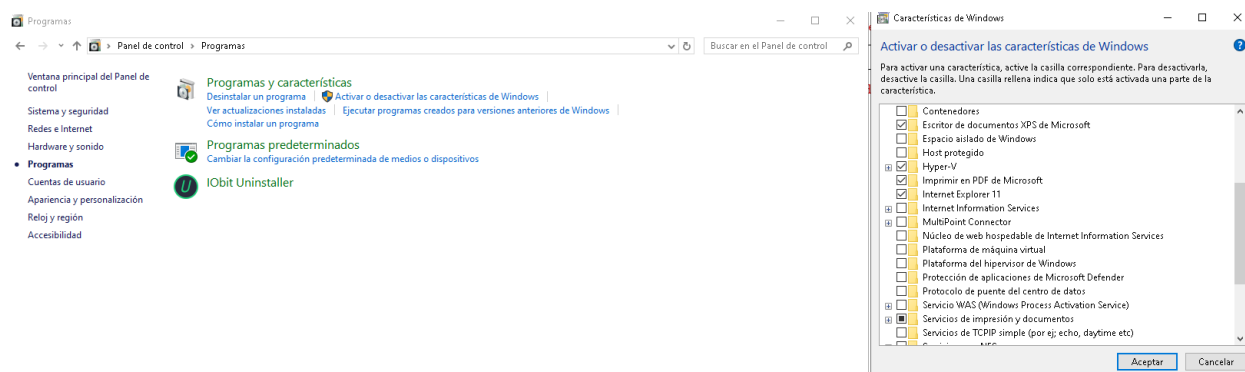 Programas
Panel de control > Programas
Buscar en el Panel de control
Ventana principal del Panel de
control
Sistema y seguridad
Redes e Internet
Hardware y sonido
Programas
Cuentas de usuario
Apariencia y personalización
Reloj y región
Accesibilidad
Programas y características
Desinstalar un programa
Activar o desactivar las características de Windows
Ver actualizaciones instaladas
Ejecutar programas creados para versiones anteriores de Windows
Cómo instalar un programa
Programas predeterminados
Cambiar la configuración predeterminada de medios o dispositivos
IObit Uninstaller
Características de Windows
Activar o desactivar las características de Windows
Para activar una característica, active la casilla correspondiente. Para desactivarla,
desactive la casilla. Una casilla rellena indica que solo está activada una parte de la
característica.
Contenedores
Escritor de documentos XPS de Microsoft
Espacio aislado de Windows
Host protegido
Hyper-V
Imprimir en PDF de Microsoft
Internet Explorer 11
Internet Information Services
MultiPoint Connector
Núcleo de web hospedable de Internet Information Services
Plataforma de máquina virtual
Plataforma del hipervisor de Windows
Protección de aplicaciones de Microsoft Defender
Protocolo de puente del centro de datos
Servicio WAS (Windows Process Activation Service)
Servicios de impresión y documentos
Servicios de TCPIP simple (por ej; echo, daytime etc)
Aceptar
Cancelar